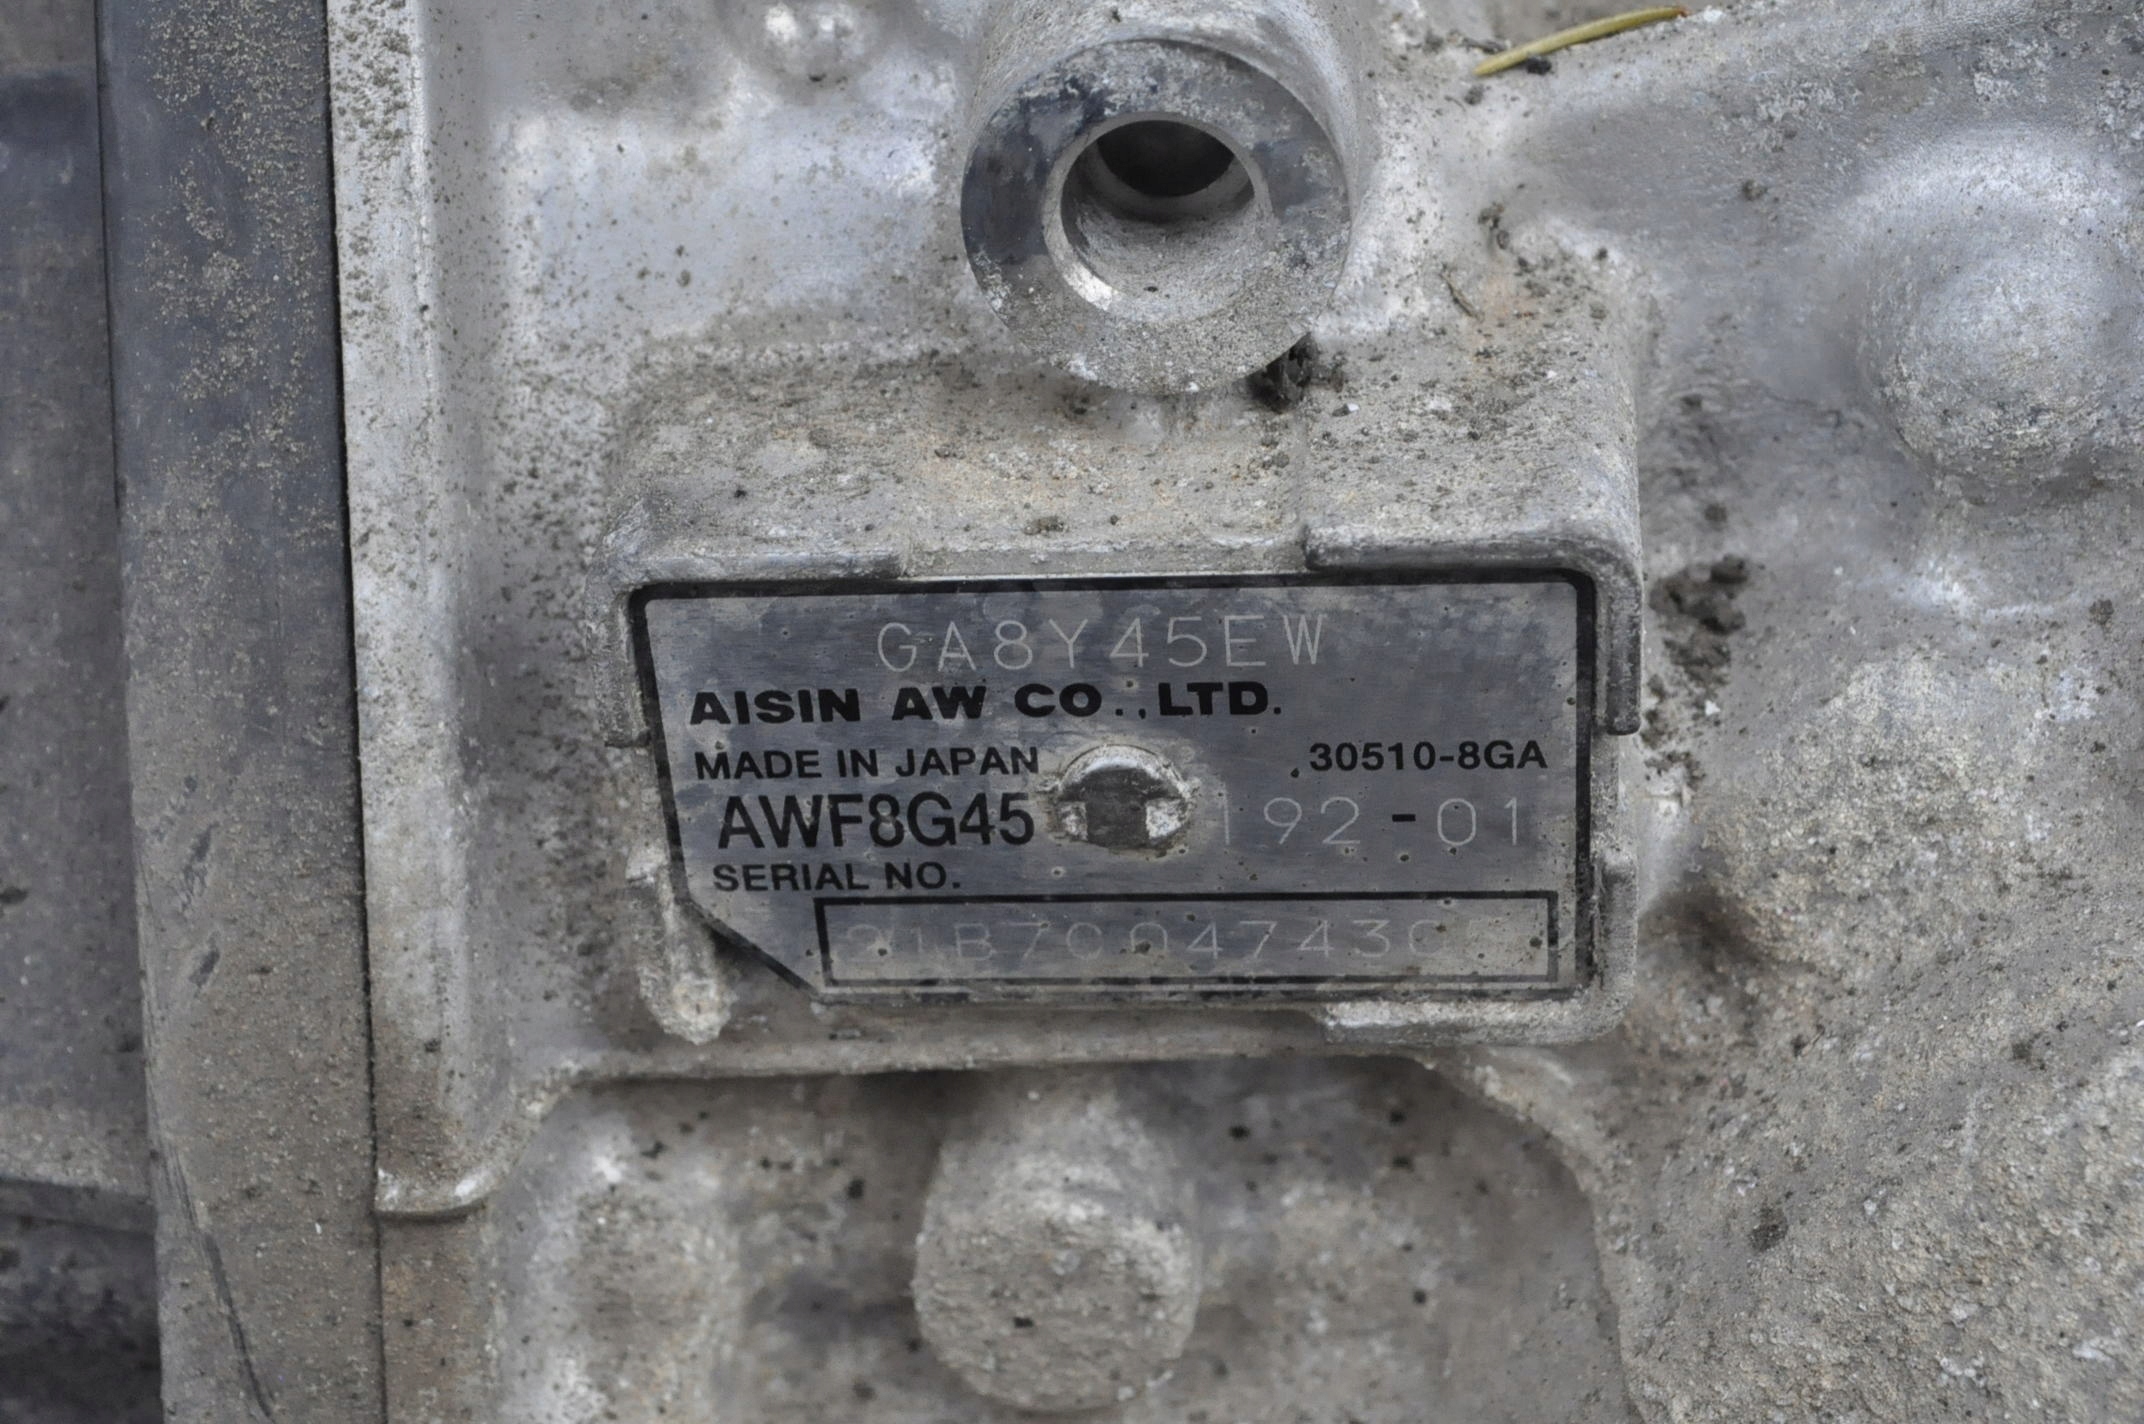 GA8Y45EW
AISIN AW CO.,LTD.
MADE IN JAPAN 30510-8GA
AWF8G45 192-01
SERIAL NO.